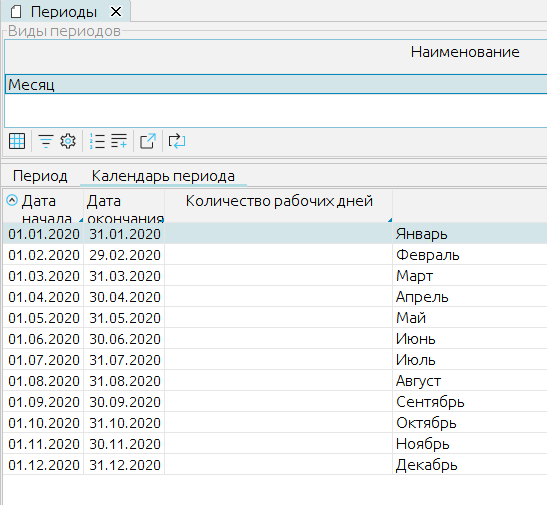 Периоды
Виды периодов
Наименование
Месяц
Период Календарь периода
Дата начала Дата окончания Количество рабочих дней
01.01.2020 31.01.2020 Январь
01.02.2020 29.02.2020 Февраль
01.03.2020 31.03.2020 Март
01.04.2020 30.04.2020 Апрель
01.05.2020 31.05.2020 Май
01.06.2020 30.06.2020 Июнь
01.07.2020 31.07.2020 Июль
01.08.2020 31.08.2020 Август
01.09.2020 30.09.2020 Сентябрь
01.10.2020 31.10.2020 Октябрь
01.11.2020 30.11.2020 Ноябрь
01.12.2020 31.12.2020 Декабрь